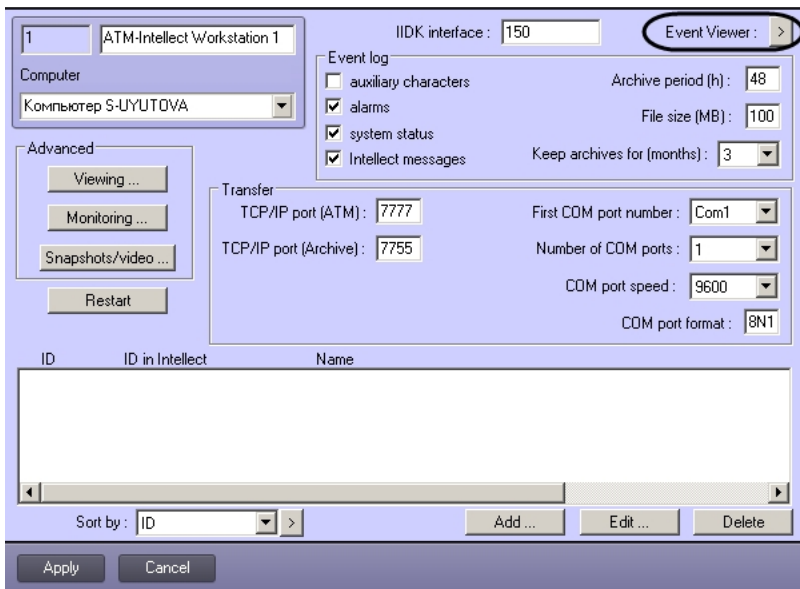 1 ATM-Intellect Workstation 1
Computer
Компьютер S-UYUTOVA
IIDK interface : 150
Event Viewer : >
Event log
auxiliary characters
alarms
system status
Intellect messages
Archive period (h) : 48
File size (MB) : 100
Keep archives for (months) : 3
Advanced
Viewing ...
Monitoring ...
Snapshots/video ...
Restart
Transfer
TCP/IP port (ATM) : 7777
TCP/IP port (Archive) : 7755
First COM port number : Com1
Number of COM ports : 1
COM port speed : 9600
COM port format : 8N1
ID ID in Intellect Name
Sort by : ID >
Add ... Edit ... Delete
Apply Cancel